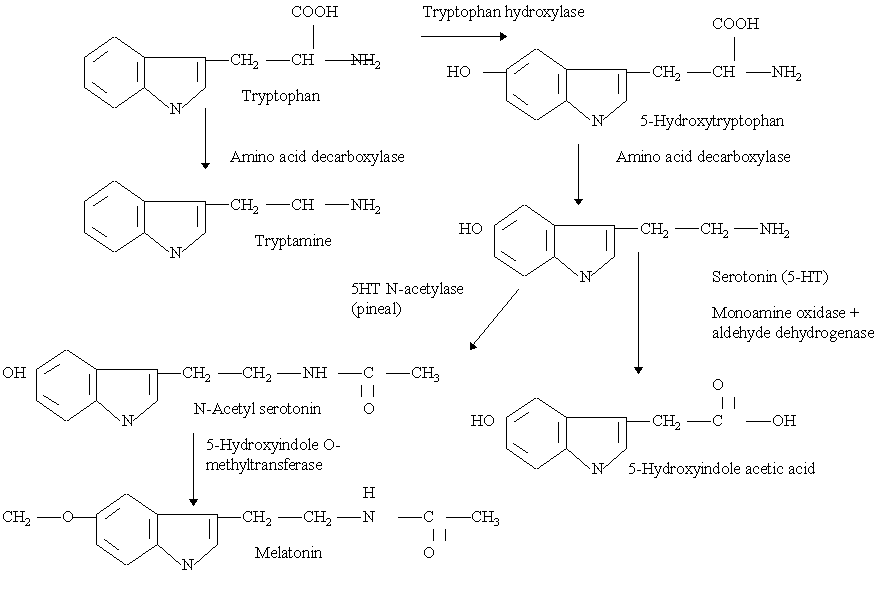 COOH
Tryptophan hydroxylase
COOH
CH2 CH NH2
HO CH2 CH NH2
N
Tryptophan
N
5-Hydroxytryptophan
Amino acid decarboxylase
Amino acid decarboxylase
CH2 CH NH2
N
Tryptamine
HO CH2 CH2 NH2
N
Serotonin (5-HT)
5HT N-acetylase
(pineal)
Monoamine oxidase +
aldehyde dehydrogenase
OH CH2 CH2 NH C CH3
O
N
N-Acetyl serotonin
O
HO CH2 C OH
N
5-Hydroxyindole acetic acid
5-Hydroxyindole O-
methyltransferase
H
CH2 O CH2 CH2 N C CH3
O
N
Melatonin